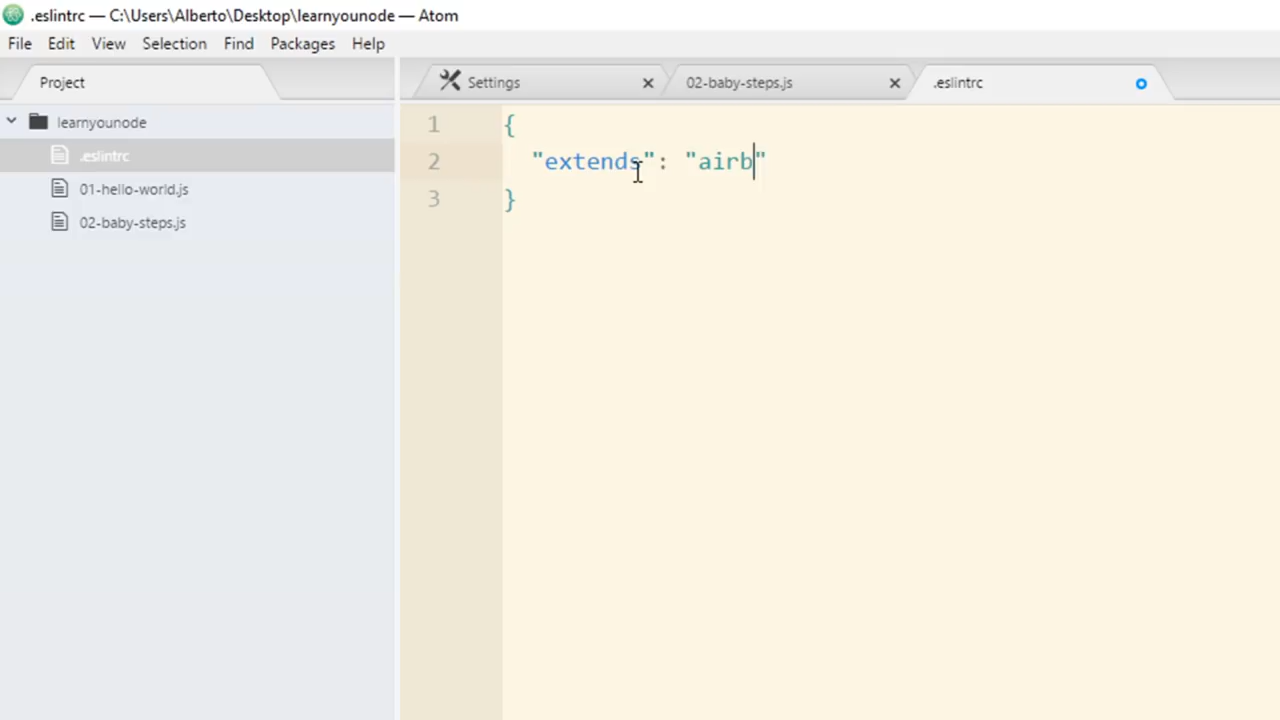 .eslintrc — C:\Users\Alberto\Desktop\learnyounode — Atom
File Edit View Selection Find Packages Help
Project
Settings
02-baby-steps.js
.eslintrc
learnyounode
.eslintrc
01-hello-world.js
02-baby-steps.js
1 {
2 "extends": "airb"
3 }